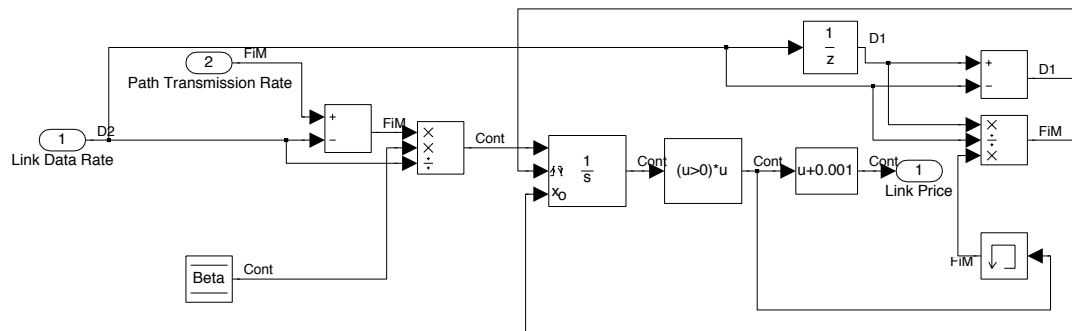 1
z
D1
FiM
2
Path Transmission Rate
+
−
D1
+
−
FiM
×
×
÷
Cont
D2
1
Link Data Rate
×
÷
×
FiM
1
s
xo
Cont
(u>0)*u
Cont
u+0.001
Cont
1
Link Price
Beta
Cont
FiM